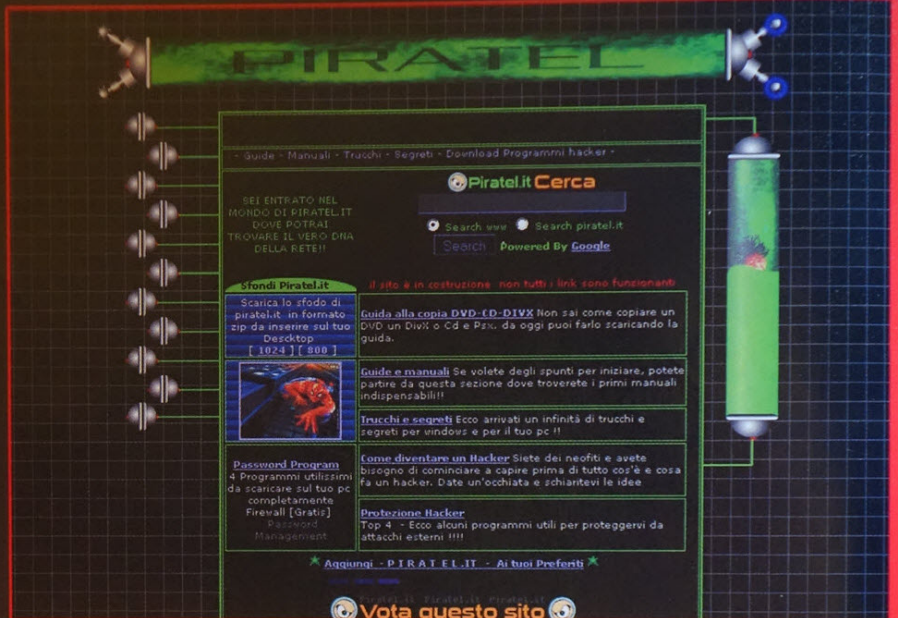 PIRATEL
- Guide - Manuali - Trucchi - Segreti - Download Programmi hacker -
SEI ENTRATO NEL
MONDO DI PIRATEL.IT
DOVE POTRAI
TROVARE IL VERO DNA
DELLA RETE!!
Piratel.it Cerca
Search www Search piratel.it
Search Powered By Google
Sfondi Piratel.it
Scarica lo sfodo di
piratel.it in formato
zip da inserire sul tuo
Descktop
[ 1024 ] [ 800 ]
Password Program
4 Programmi utilissimi
da scaricare sul tuo pc
completamente
Firewall [Gratis]
Password
Management
il sito è in costruzione non tutti i link sono funzionanti
Guida alla copia DVD-CD-DIVX Non sai come copiare un
DVD un DivX o Cd e Psx. da oggi puoi farlo scaricando la
guida.
Guide e manuali Se volete degli spunti per iniziare, potete
partire da questa sezione dove troverete i primi manuali
indispensabili!!
Trucchi e segreti Ecco arrivati un infinità di trucchi e
segreti per windows e per il tuo pc !!
Come diventare un Hacker Siete dei neofiti e avete
bisogno di cominciare a capire prima di tutto cos'è e cosa
fa un hacker. Date un'occhiata e schiaritevi le idee
Protezione Hacker
Top 4 - Ecco alcuni programmi utili per proteggervi da
attacchi esterni !!!!
Aggiungi - P I R A T E L .IT - Ai tuoi Preferiti
Piratel.it Piratel.it Piratel.it
Vota questo sito